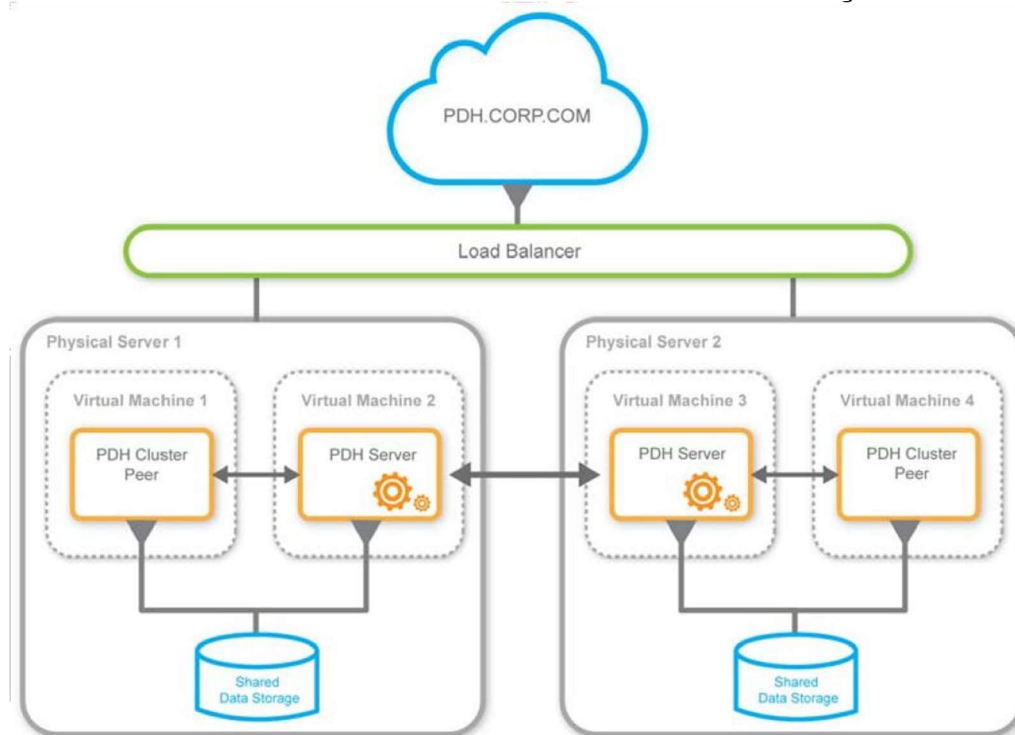 PDH.CORP.COM
Load Balancer
Physical Server 1
Physical Server 2
Virtual Machine 1
Virtual Machine 2
Virtual Machine 3
Virtual Machine 4
PDH Cluster
Peer
PDH Server
PDH Server
PDH Cluster
Peer
Shared
Data Storage
Shared
Data Storage